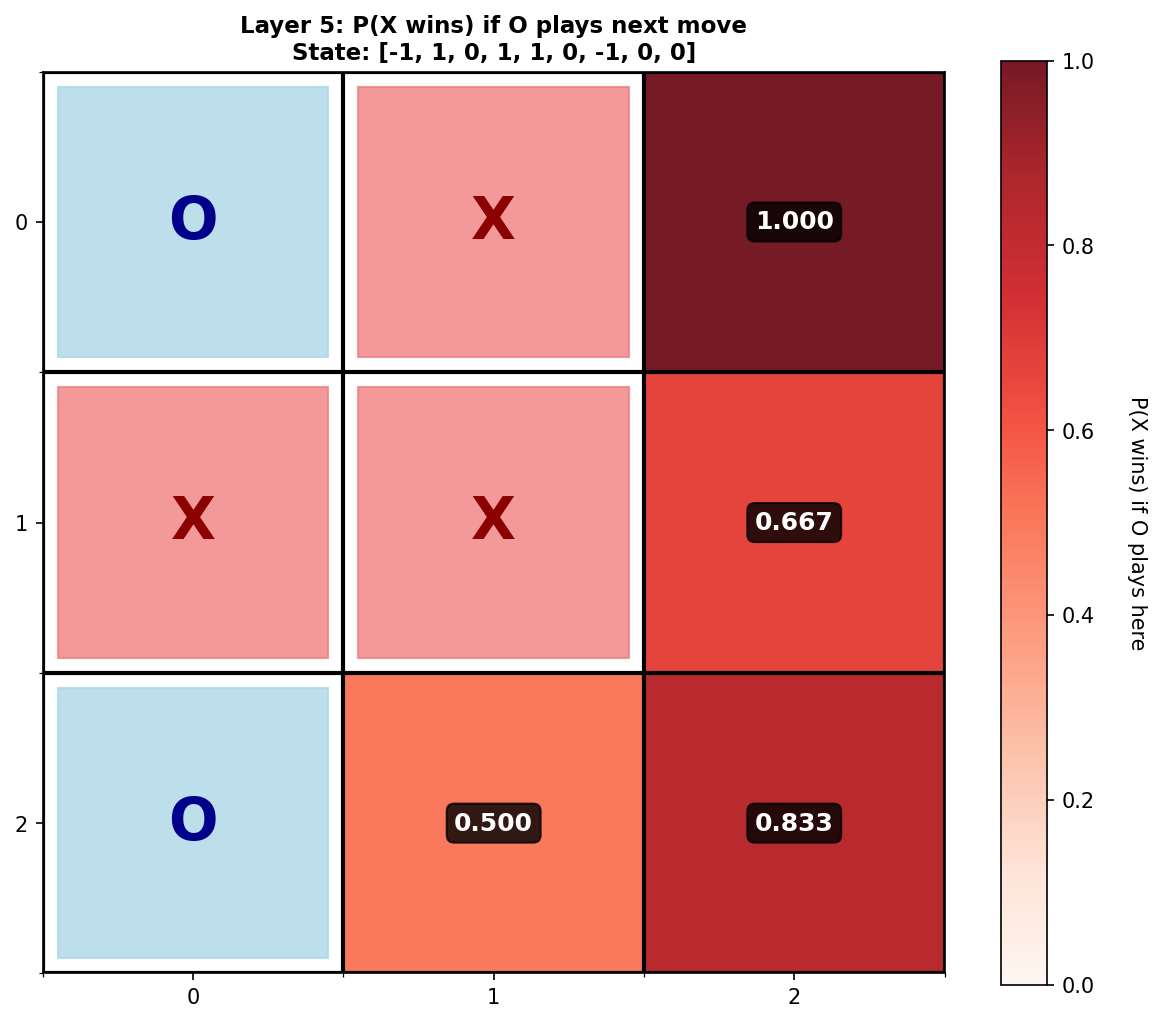 Layer 5: P(X wins) if O plays next move
State: [-1, 1, 0, 1, 1, 0, -1, 0, 0]
0
O
X
1.000
1
X
X
0.667
2
O
0.500
0.833
0
1
2
1.0
0.8
0.6
0.4
0.2
0.0
P(X wins) if O plays here